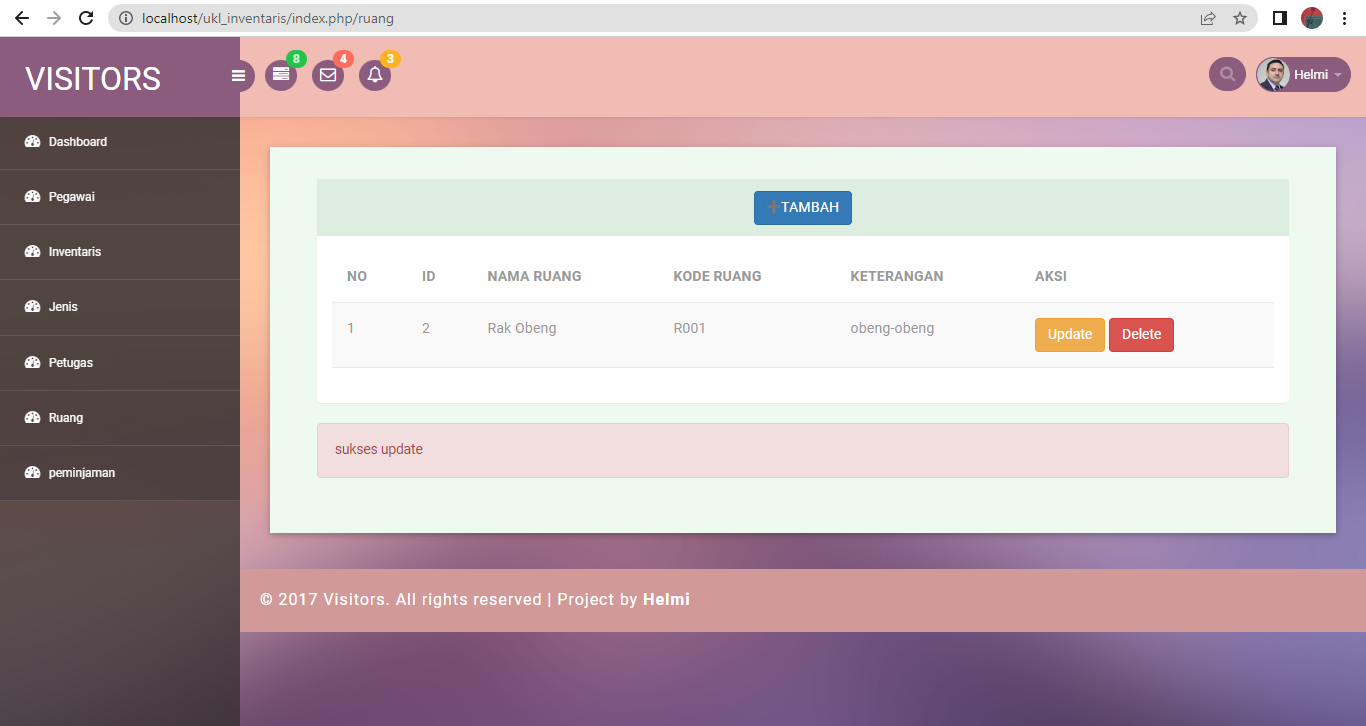 localhost/ukl_inventaris/index.php/ruang
VISITORS
8
4
3
Helmi
Dashboard
Pegawai
Inventaris
Jenis
Petugas
Ruang
peminjaman
TAMBAH
NO ID NAMA RUANG KODE RUANG KETERANGAN AKSI
1 2 Rak Obeng R001 obeng-obeng Update Delete
sukses update
© 2017 Visitors. All rights reserved | Project by Helmi